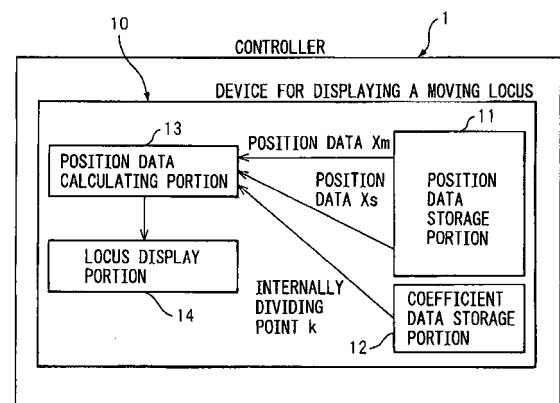 CONTROLLER
1
10
DEVICE FOR DISPLAYING A MOVING LOCUS
13
11
POSITION DATA
CALCULATING PORTION
POSITION DATA Xm
POSITION
DATA Xs
POSITION
DATA
STORAGE
PORTION
LOCUS DISPLAY
PORTION
14
INTERNALLY
DIVIDING
POINT k
12
COEFFICIENT
DATA STORAGE
PORTION